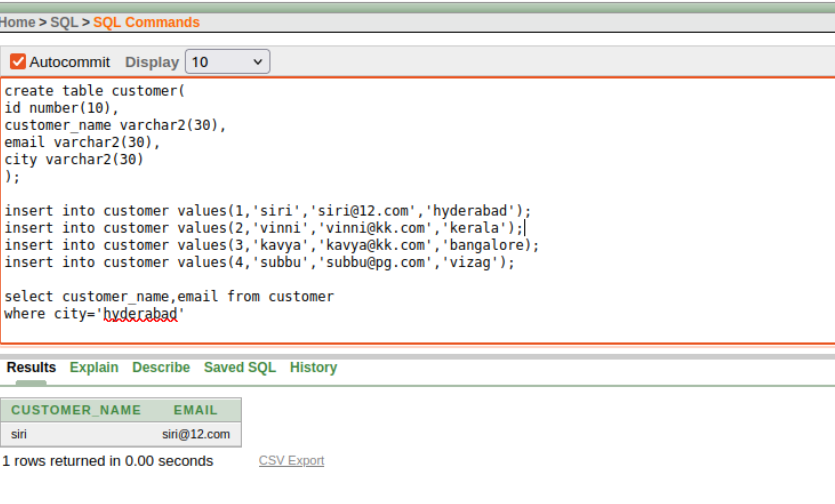 Home > SQL > SQL Commands
Autocommit Display 10
create table customer(
id number(10),
customer_name varchar2(30),
email varchar2(30),
city varchar2(30)
);
insert into customer values(1,'siri','siri@12.com','hyderabad');
insert into customer values(2,'vinni','vinni@kk.com','kerala');
insert into customer values(3,'kavya','kavya@kk.com','bangalore);
insert into customer values(4,'subbu','subbu@pg.com','vizag');
select customer_name,email from customer
where city='hyderabad'
Results Explain Describe Saved SQL History
CUSTOMER_NAME EMAIL
siri siri@12.com
1 rows returned in 0.00 seconds CSV Export